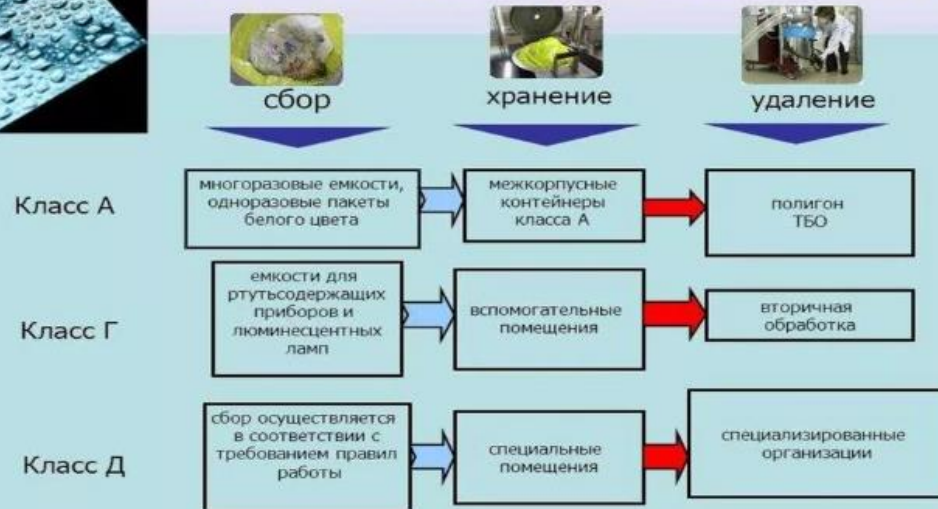 сбор
хранение
удаление
Класс А
многоразовые емкости,
одноразовые пакеты
белого цвета
межкорпусные
контейнеры
класса А
полигон
ТБО
Класс Г
емкости для
ртутьсодержащих
приборов и
люминесцентных
ламп
вспомогательные
помещения
вторичная
обработка
Класс Д
сбор осуществляется
в соответствии с
требованием правил
работы
специальные
помещения
специализированные
организации